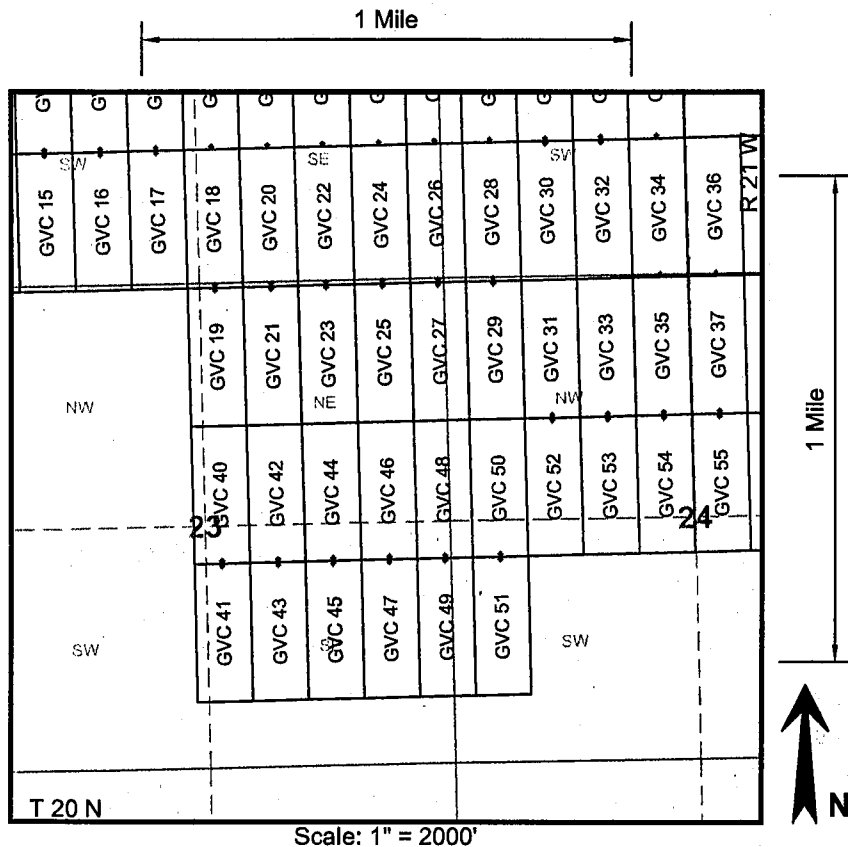 1 Mile
G G G G G G G G G G G G
SW SE SW
R 21 W
GVC 15 GVC 16 GVC 17 GVC 18 GVC 20 GVC 22 GVC 24 GVC 26 GVC 28 GVC 30 GVC 32 GVC 34 GVC 36
GVC 19 GVC 21 GVC 23 GVC 25 GVC 27 GVC 29 GVC 31 GVC 33 GVC 35 GVC 37
NW NE NW
1 Mile
GVC 40 GVC 42 GVC 44 GVC 46 GVC 48 GVC 50 GVC 52 GVC 53 GVC 54 GVC 55
23 24
GVC 41 GVC 43 GVC 45 GVC 47 GVC 49 GVC 51
SW SW
T 20 N
N
Scale: 1" = 2000'